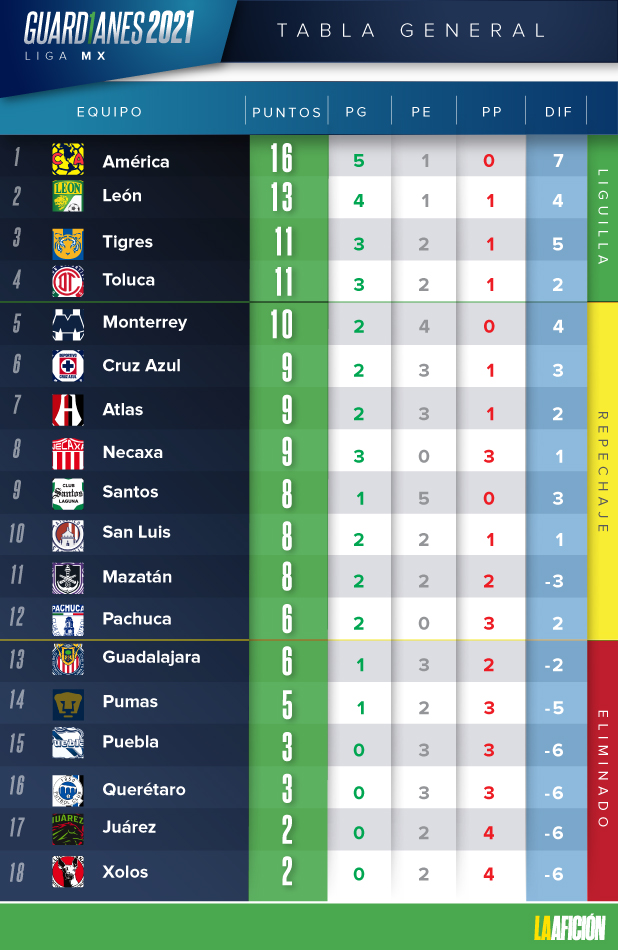 GUARD1ANES 2021
LIGA MX
TABLA GENERAL
EQUIPO PUNTOS PG PE PP DIF
1 América 16 5 1 0 7
2 León 13 4 1 1 4
3 Tigres 11 3 2 1 5
4 Toluca 11 3 2 1 2
LIGUILLA
5 Monterrey 10 2 4 0 4
6 Cruz Azul 9 2 3 1 3
7 Atlas 9 2 3 1 2
8 Necaxa 9 3 0 3 1
9 Santos 8 1 5 0 3
10 San Luis 8 2 2 1 1
11 Mazatán 8 2 2 2 -3
12 Pachuca 6 2 0 3 2
REPECHAJE
13 Guadalajara 6 1 3 2 -2
14 Pumas 5 1 2 3 -5
15 Puebla 3 0 3 3 -6
16 Querétaro 3 0 3 3 -6
17 Juárez 2 0 2 4 -6
18 Xolos 2 0 2 4 -6
ELIMINADO
LA AFICIÓN